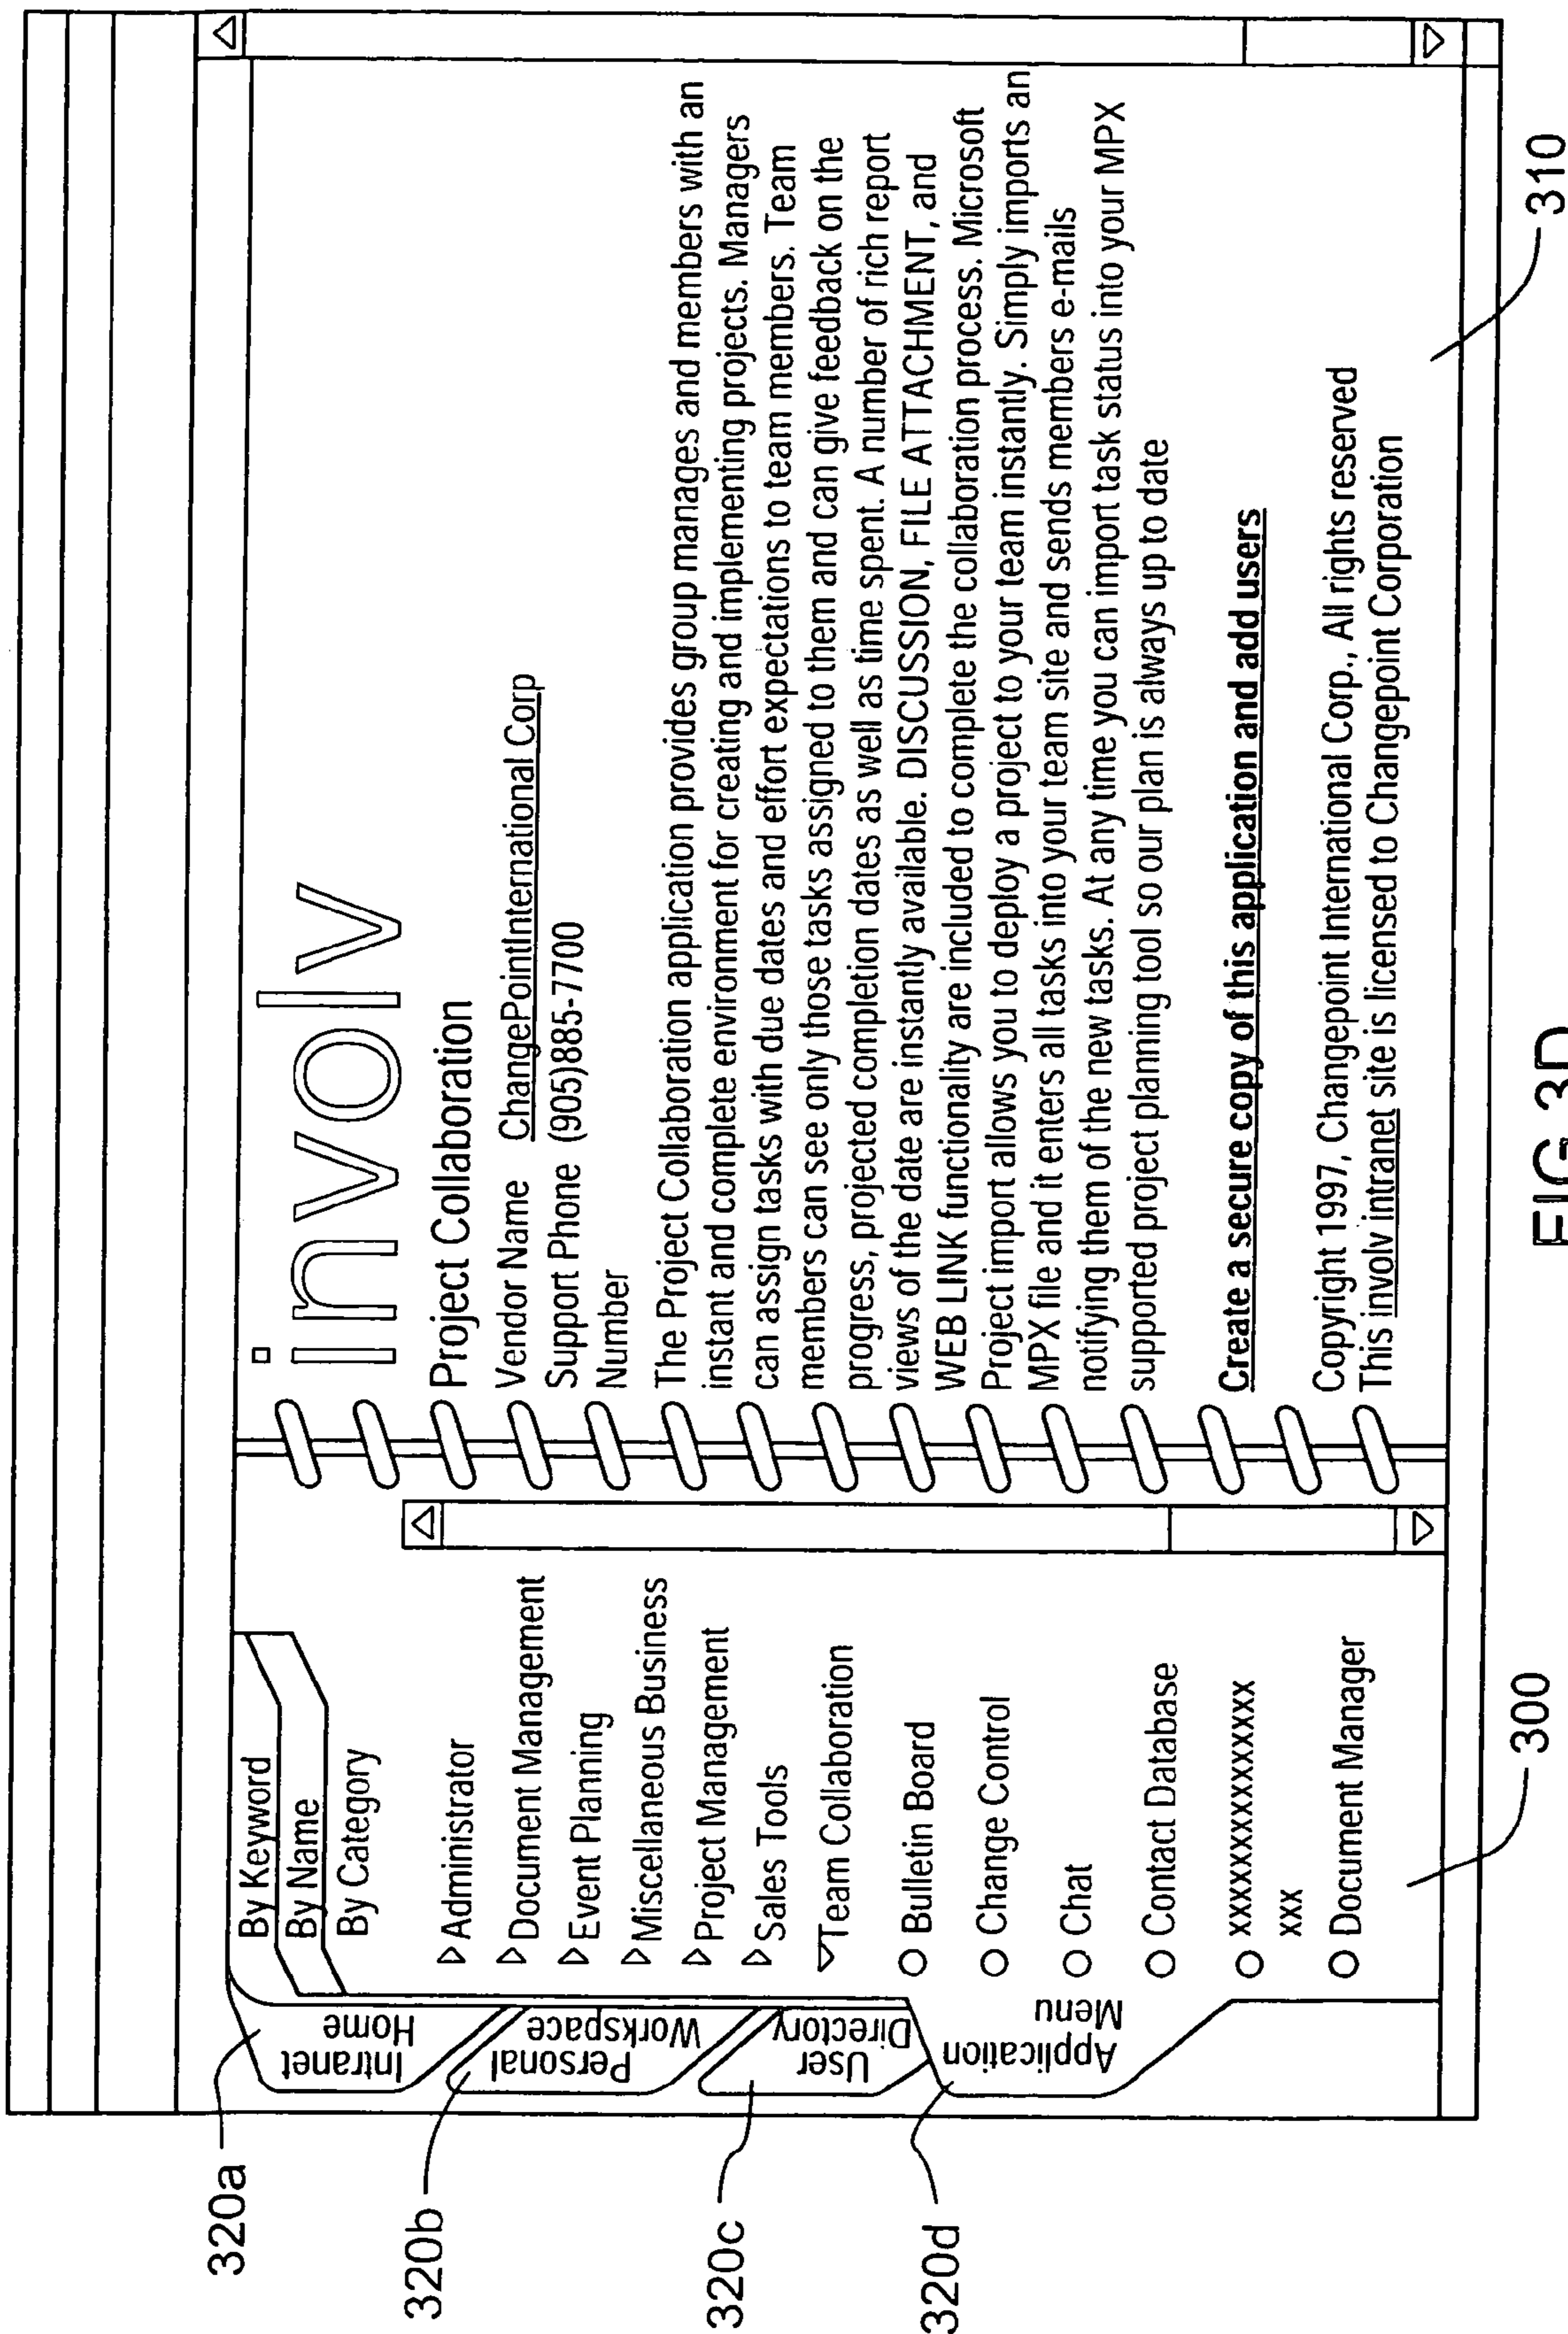 320a
320b
320c
320d
Intranet
Home
Personal
Workspace
User
Directory
Application
Menu
By Keyword
By Name
By Category
Administrator
Document Management
Event Planning
Miscellaneous Business
Project Management
Sales Tools
Team Collaboration
Bulletin Board
Change Control
Chat
Contact Database
xxxxxxxxxxxxxxxxx
xxx
Document Manager
involv
Project Collaboration
Vendor Name ChangePointInternational Corp
Support Phone (905)885-7700
Number
The Project Collaboration application provides group manages and members with an
instant and complete environment for creating and implementing projects. Managers
can assign tasks with due dates and effort expectations to team members. Team
members can see only those tasks assigned to them and can give feedback on the
progress, projected completion dates as well as time spent. A number of rich report
views of the date are instantly available. DISCUSSION, FILE ATTACHMENT, and
WEB LINK functionality are included to complete the collaboration process. Microsoft
Project import allows you to deploy a project to your team instantly. Simply imports an
MPX file and it enters all tasks into your team site and sends members e-mails
notifying them of the new tasks. At any time you can import task status into your MPX
supported project planning tool so our plan is always up to date
Create a secure copy of this application and add users
Copyright 1997, Changepoint International Corp., All rights reserved
This involv intranet site is licensed to Changepoint Corporation
300
310
FIG 3D